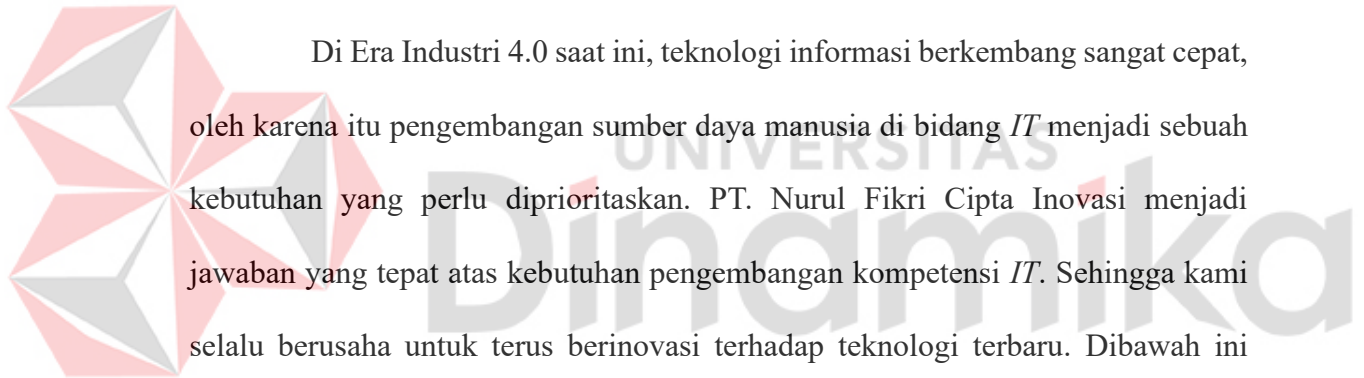 Di Era Industri 4.0 saat ini, teknologi informasi berkembang sangat cepat,
oleh karena itu pengembangan sumber daya manusia di bidang IT menjadi sebuah
UNIVERSITAS
kebutuhan yang perlu diprioritaskan. PT. Nurul Fikri Cipta Inovasi menjadi
Dinamika
jawaban yang tepat atas kebutuhan pengembangan kompetensi IT. Sehingga kami
selalu berusaha untuk terus berinovasi terhadap teknologi terbaru. Dibawah ini